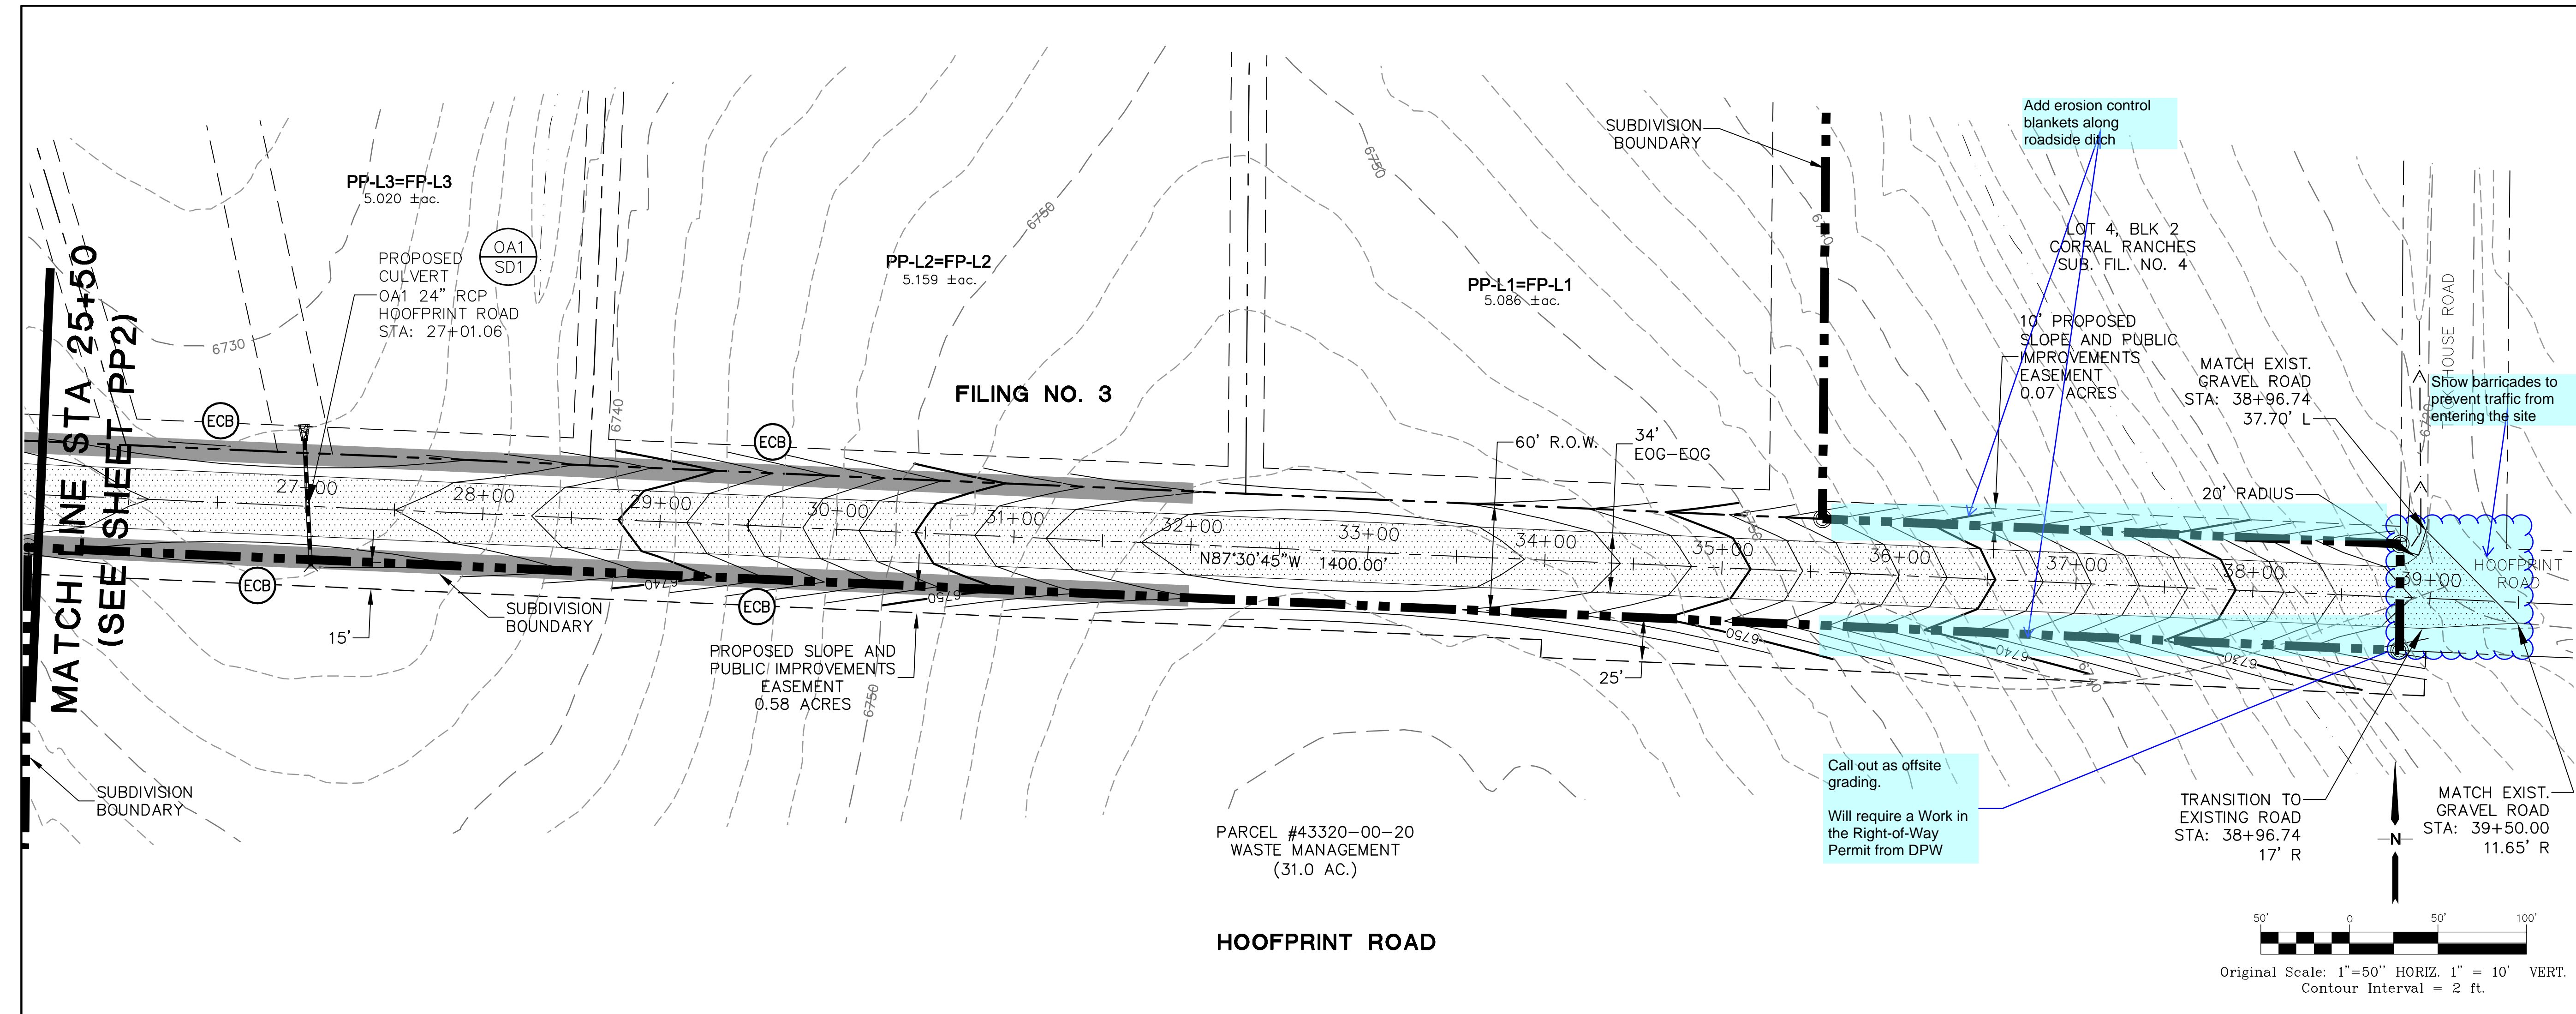 MATCH LINE STA 25+50
(SEE SHEET PP2)
PP-L3=FP-L3
5.020 ±ac.
PROPOSED
CULVERT
OA1 24" RCP
HOOFPRINT ROAD
STA: 27+01.06
OA1
SD1
6730
ECB
ECB
ECB
ECB
6740
PP-L2=FP-L2
5.159 ±ac.
6750
FILING NO. 3
6750
PP-L1=FP-L1
5.086 ±ac.
SUBDIVISION
BOUNDARY
Add erosion control
blankets along
roadside ditch
LOT 4, BLK 2
CORRAL RANCHES
SUB. FIL. NO. 4
10' PROPOSED
SLOPE AND PUBLIC
IMPROVEMENTS
EASEMENT
0.07 ACRES
MATCH EXIST.
GRAVEL ROAD
STA: 38+96.74
37.70' L
Show barricades to
prevent traffic from
entering the site
HOUSE ROAD
60' R.O.W.
34'
EOG-EOG
20' RADIUS
27+00
28+00
29+00
30+00
31+00
32+00
33+00
34+00
35+00
36+00
37+00
38+00
39+00
N87°30'45"W 1400.00'
HOOFPRINT
ROAD
6740
6750
6750
6740
6730
15'
SUBDIVISION
BOUNDARY
PROPOSED SLOPE AND
PUBLIC IMPROVEMENTS
EASEMENT
0.58 ACRES
6750
25'
SUBDIVISION
BOUNDARY
Call out as offsite
grading.
Will require a Work in
the Right-of-Way
Permit from DPW
PARCEL #43320-00-20
WASTE MANAGEMENT
(31.0 AC.)
TRANSITION TO
EXISTING ROAD
STA: 38+96.74
17' R
N
MATCH EXIST.
GRAVEL ROAD
STA: 39+50.00
11.65' R
HOOFPRINT ROAD
50' 0 50' 100'
Original Scale: 1"=50" HORIZ. 1" = 10' VERT.
Contour Interval = 2 ft.